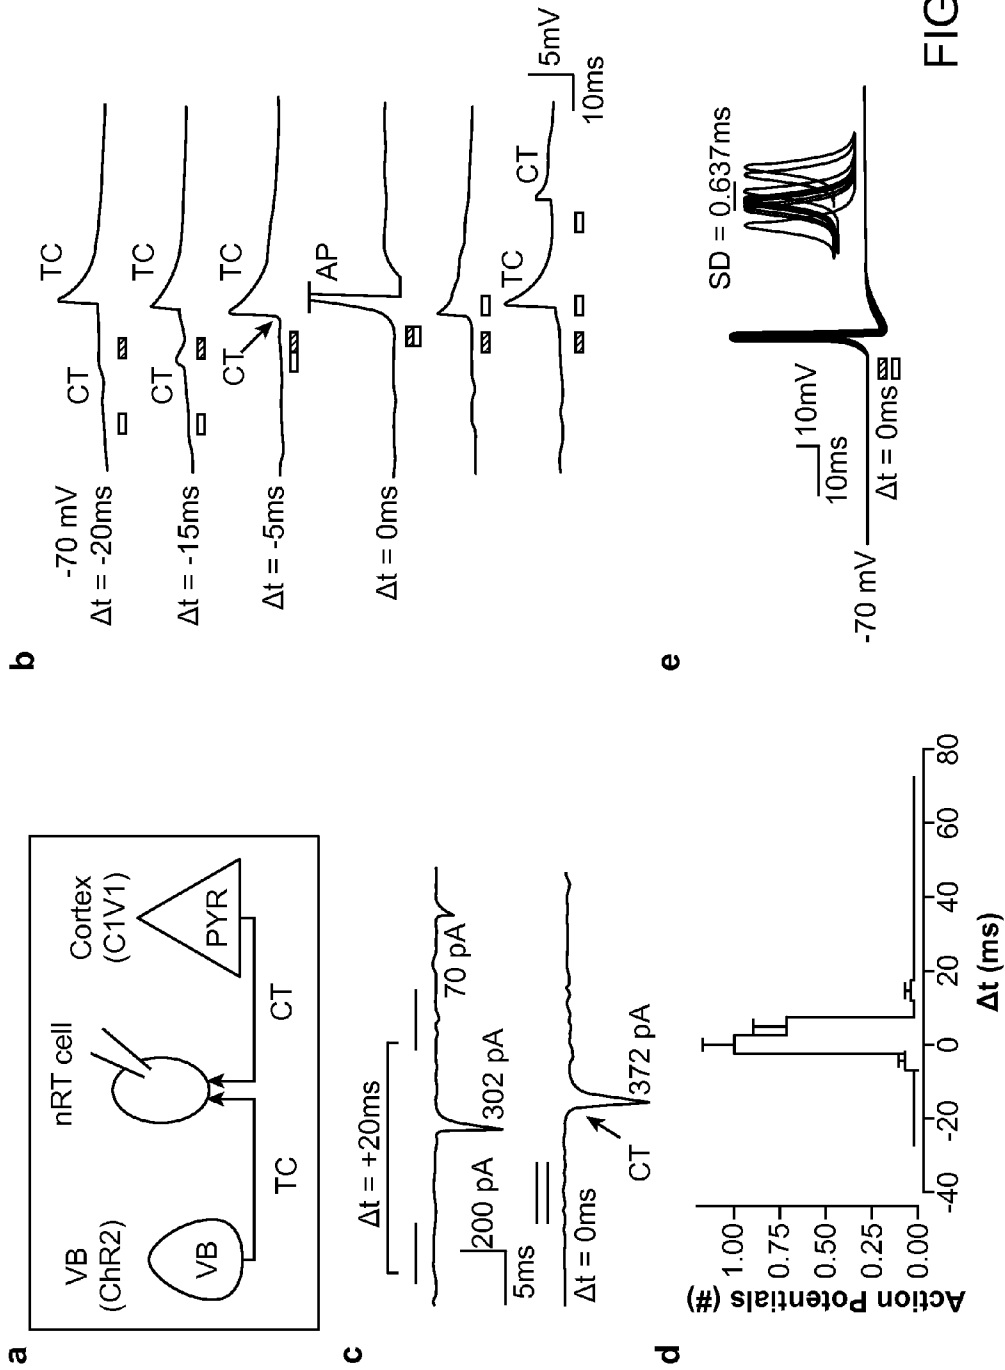 a
VB
(ChR2)
nRT cell
Cortex
(C1V1)
VB
PYR
TC
CT
b
-70 mV
Δt = -20ms
CT
TC
Δt = -15ms
CT
TC
Δt = -5ms
CT
TC
Δt = 0ms
AP
TC
CT
5mV
10ms
c
Δt = +20ms
302 pA
70 pA
200 pA
5ms
Δt = 0ms
CT
372 pA
d
Action Potentials (#)
1.00
0.75
0.50
0.25
0.00
-40
-20
0
20
40
60
80
Δt (ms)
e
SD = 0.637ms
10mV
10ms
-70 mV
Δt = 0ms
FIG